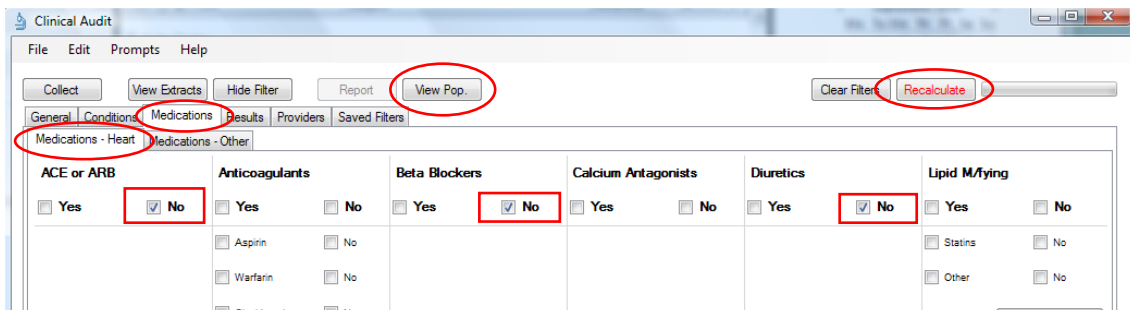 Clinical Audit
File Edit Prompts Help
Collect View Extracts Hide Filter Report View Pop. Clear Filters Recalculate
General Conditions Medications Results Providers Saved Filters
Medications - Heart Medications - Other
ACE or ARB Anticoagulants Beta Blockers Calcium Antagonists Diuretics Lipid M/fying
Yes No Yes No Yes No Yes No Yes No Yes No
Aspirin No Statins No
Warfarin No Other No